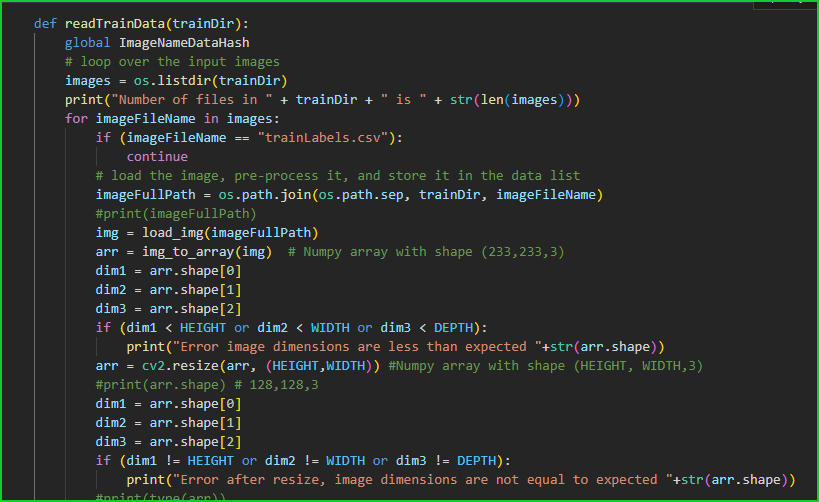 def readTrainData(trainDir):
global ImageNameDataHash
# loop over the input images
images = os.listdir(trainDir)
print("Number of files in " + trainDir + " is " + str(len(images)))
for imageFileName in images:
if (imageFileName == "trainLabels.csv"):
continue
# load the image, pre-process it, and store it in the data list
imageFullPath = os.path.join(os.path.sep, trainDir, imageFileName)
#print(imageFullPath)
img = load_img(imageFullPath)
arr = img_to_array(img)  # Numpy array with shape (233,233,3)
dim1 = arr.shape[0]
dim2 = arr.shape[1]
dim3 = arr.shape[2]
if (dim1 < HEIGHT or dim2 < WIDTH or dim3 < DEPTH):
print("Error image dimensions are less than expected "+str(arr.shape))
arr = cv2.resize(arr, (HEIGHT,WIDTH)) #Numpy array with shape (HEIGHT, WIDTH,3)
#print(arr.shape) # 128,128,3
dim1 = arr.shape[0]
dim2 = arr.shape[1]
dim3 = arr.shape[2]
if (dim1 != HEIGHT or dim2 != WIDTH or dim3 != DEPTH):
print("Error after resize, image dimensions are not equal to expected "+str(arr.shape))
#print(type(arr))